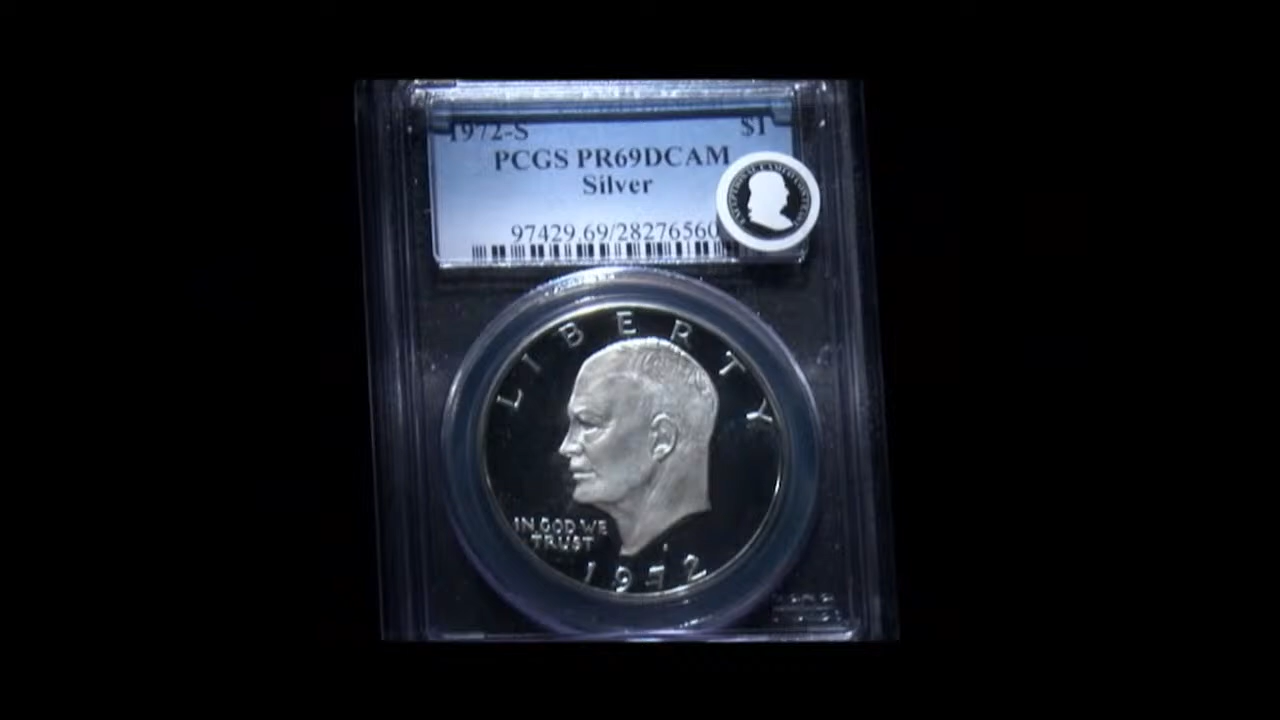 1972-S $1
PCGS PR69DCAM
Silver
97429.69/28276560
LIBERTY
IN GOD WE
TRUST
1972